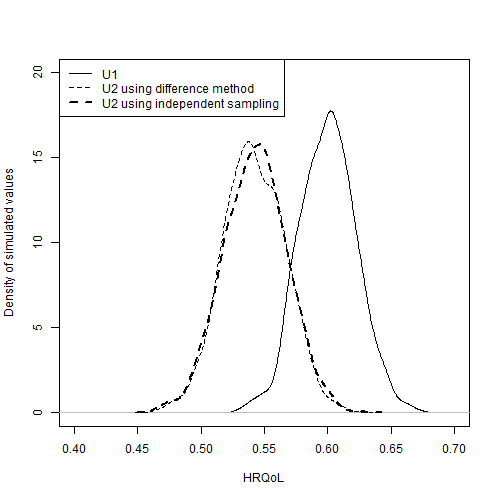 U1
U2 using difference method
U2 using independent sampling
Density of simulated values
20
15
10
5
0
0.40 0.45 0.50 0.55 0.60 0.65 0.70
HRQoL